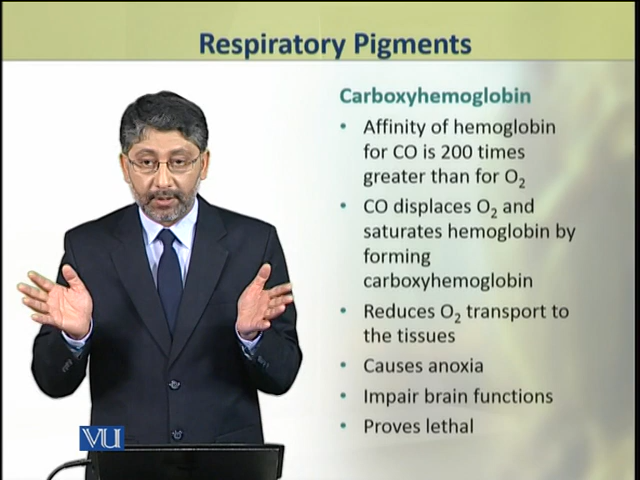 Respiratory Pigments
Carboxyhemoglobin
• Affinity of hemoglobin
for CO is 200 times
greater than for O₂
• CO displaces O₂ and
saturates hemoglobin by
forming
carboxyhemoglobin
• Reduces O₂ transport to
the tissues
• Causes anoxia
• Impair brain functions
• Proves lethal
VU